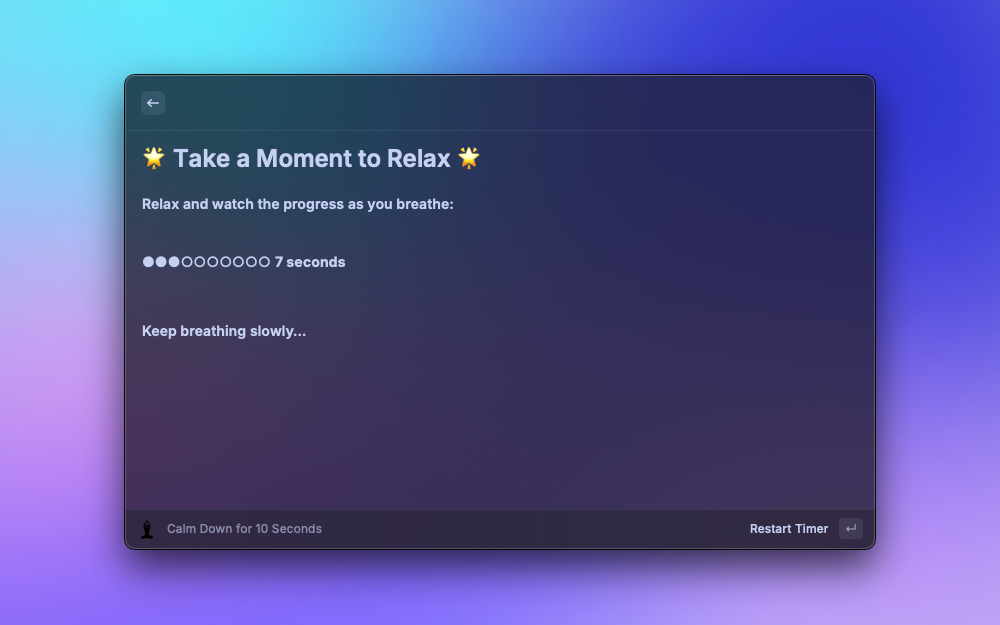 🌟 Take a Moment to Relax 🌟
Relax and watch the progress as you breathe:
●●●○○○○○○○ 7 seconds
Keep breathing slowly...
Calm Down for 10 Seconds
Restart Timer